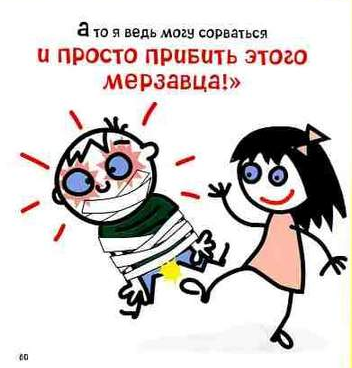 а то я ведь могу сорваться
и просто прибить этого
мерзавца!»
60